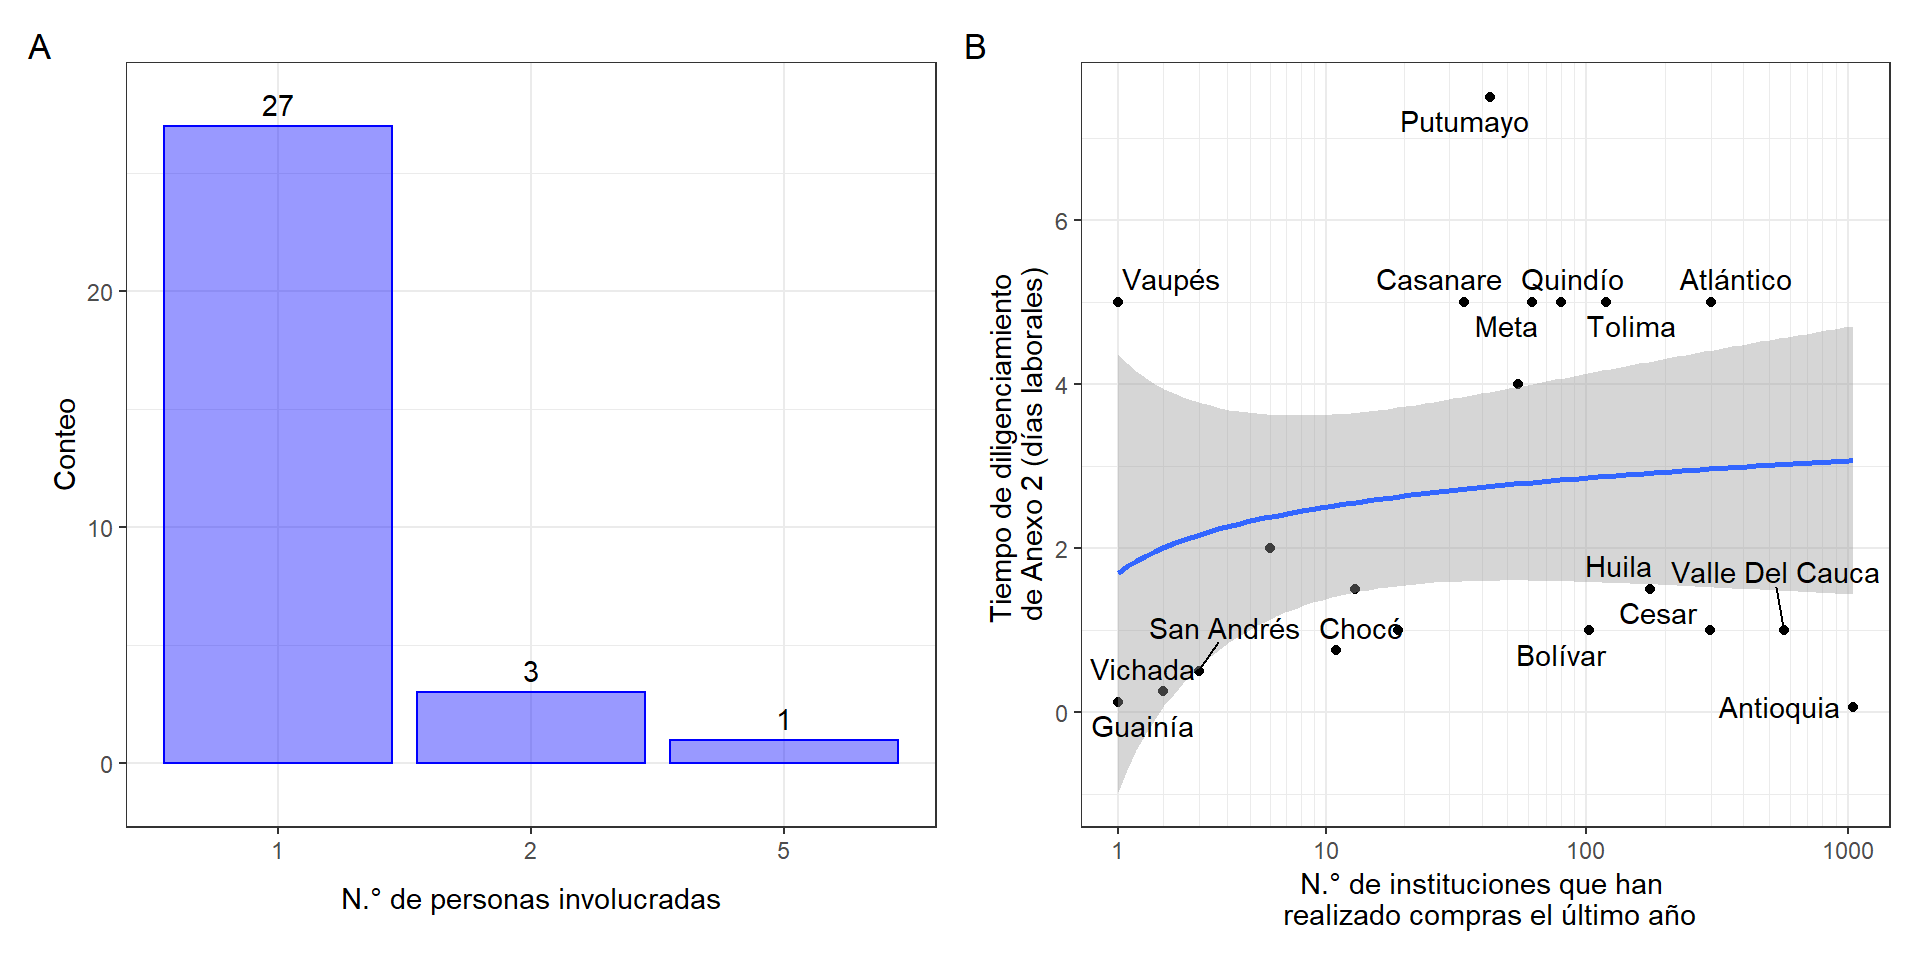 A
27
3
1
20
10
0
Conteo
1 2 5
N.° de personas involucradas
B
Putumayo
6
Vaupés Casanare Quindío Atlántico
Meta Tolima
4
Tiempo de diligenciamiento
de Anexo 2 (días laborales)
2
Huila Valle Del Cauca
Cesar
San Andrés Chocó
Bolívar
Vichada
0
Antioquia
Guainía
1 10 100 1000
N.° de instituciones que han
realizado compras el último año